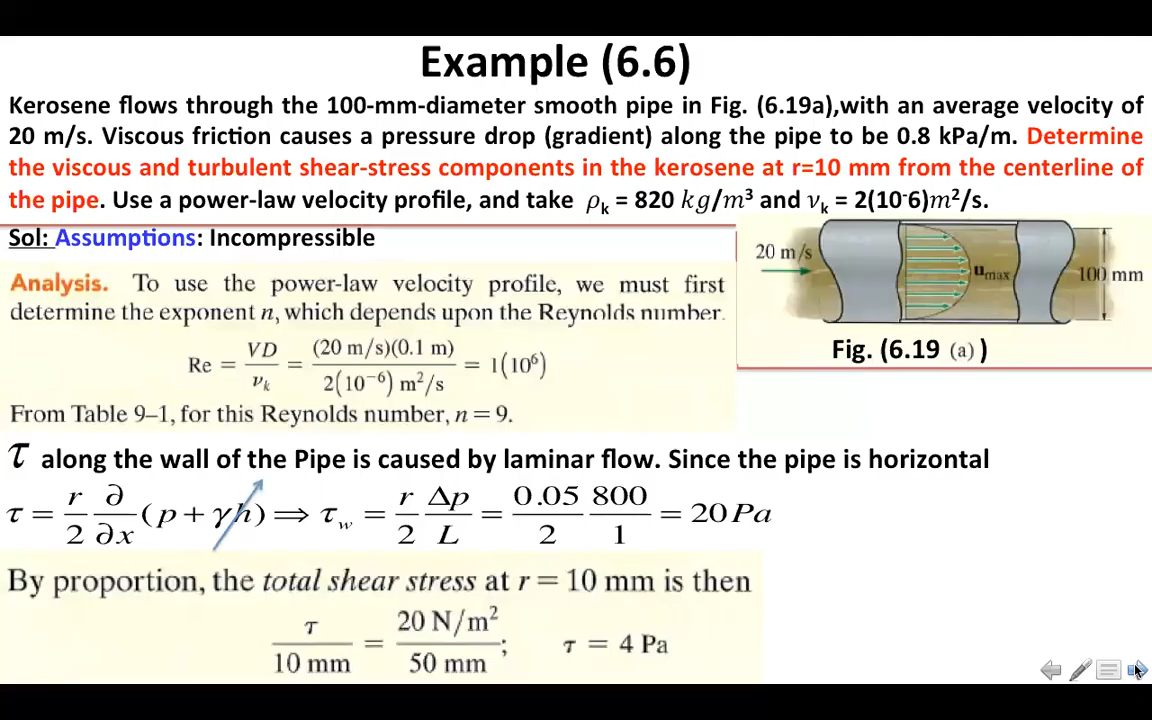 Example (6.6)
Kerosene flows through the 100-mm-diameter smooth pipe in Fig. (6.19a),with an average velocity of
20 m/s. Viscous friction causes a pressure drop (gradient) along the pipe to be 0.8 kPa/m. Determine
the viscous and turbulent shear-stress components in the kerosene at r=10 mm from the centerline of
the pipe. Use a power-law velocity profile, and take ρₖ = 820 kg/m³ and νₖ = 2(10⁻6)m²/s.
Sol: Assumptions: Incompressible
Analysis. To use the power-law velocity profile, we must first
determine the exponent n, which depends upon the Reynolds number.
Re = VD/νₖ = (20 m/s)(0.1 m)/2(10⁻⁶) m²/s = 1(10⁶)
From Table 9–1, for this Reynolds number, n = 9.
20 m/s
u_max
100 mm
Fig. (6.19 (a) )
τ along the wall of the Pipe is caused by laminar flow. Since the pipe is horizontal
τ = r/2 ∂/∂x (p + γh) ⟹ τ_w = r/2 Δp/L = 0.05/2 800/1 = 20 Pa
By proportion, the total shear stress at r = 10 mm is then
τ/10 mm = 20 N/m²/50 mm; τ = 4 Pa